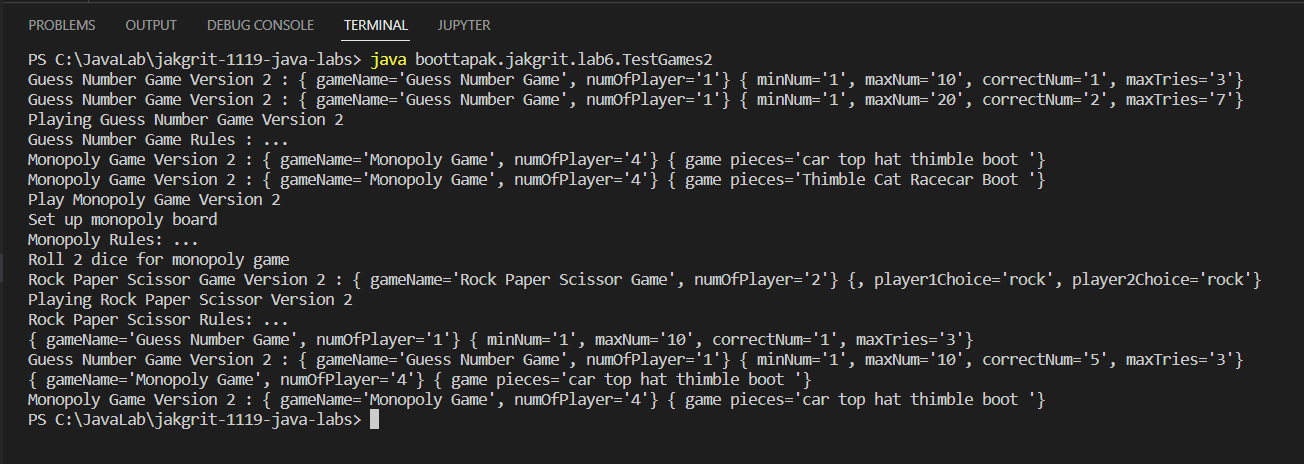 PROBLEMS OUTPUT DEBUG CONSOLE TERMINAL JUPYTER
PS C:\JavaLab\jakgrit-1119-java-labs> java boottapak.jakgrit.lab6.TestGames2
Guess Number Game Version 2 : { gameName='Guess Number Game', numOfPlayer='1'} { minNum='1', maxNum='10', correctNum='1', maxTries='3'}
Guess Number Game Version 2 : { gameName='Guess Number Game', numOfPlayer='1'} { minNum='1', maxNum='20', correctNum='2', maxTries='7'}
Playing Guess Number Game Version 2
Guess Number Game Rules : ...
Monopoly Game Version 2 : { gameName='Monopoly Game', numOfPlayer='4'} { game pieces='car top hat thimble boot '}
Monopoly Game Version 2 : { gameName='Monopoly Game', numOfPlayer='4'} { game pieces='Thimble Cat Racecar Boot '}
Play Monopoly Game Version 2
Set up monopoly board
Monopoly Rules: ...
Roll 2 dice for monopoly game
Rock Paper Scissor Game Version 2 : { gameName='Rock Paper Scissor Game', numOfPlayer='2'} {, player1Choice='rock', player2Choice='rock'}
Playing Rock Paper Scissor Version 2
Rock Paper Scissor Rules: ...
{ gameName='Guess Number Game', numOfPlayer='1'} { minNum='1', maxNum='10', correctNum='1', maxTries='3'}
Guess Number Game Version 2 : { gameName='Guess Number Game', numOfPlayer='1'} { minNum='1', maxNum='10', correctNum='5', maxTries='3'}
{ gameName='Monopoly Game', numOfPlayer='4'} { game pieces='car top hat thimble boot '}
Monopoly Game Version 2 : { gameName='Monopoly Game', numOfPlayer='4'} { game pieces='car top hat thimble boot '}
PS C:\JavaLab\jakgrit-1119-java-labs>